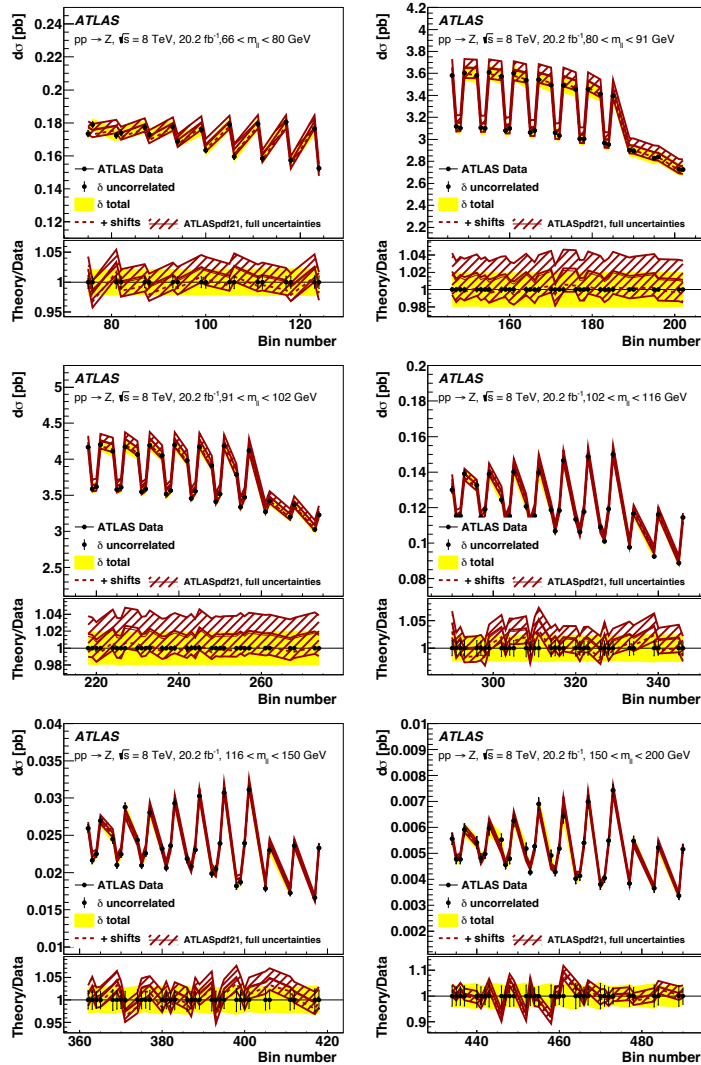 ATLAS
pp → Z, √s = 8 TeV, 20.2 fb⁻¹,66 < m_ll < 80 GeV
dσ [pb]
0.24
0.22
0.2
0.18
0.16
0.14
0.12
ATLAS Data
δ uncorrelated
δ total
+ shifts
ATLASpdf21, full uncertainties
Theory/Data
1.05
1
0.95
80 100 120
Bin number
ATLAS
pp → Z, √s = 8 TeV, 20.2 fb⁻¹,80 < m_ll < 91 GeV
dσ [pb]
4.2
4
3.8
3.6
3.4
3.2
3
2.8
2.6
2.4
2.2
ATLAS Data
δ uncorrelated
δ total
+ shifts
ATLASpdf21, full uncertainties
Theory/Data
1.04
1.02
1
0.98
160 180 200
Bin number
ATLAS
pp → Z, √s = 8 TeV, 20.2 fb⁻¹,91 < m_ll < 102 GeV
dσ [pb]
5
4.5
4
3.5
3
2.5
ATLAS Data
δ uncorrelated
δ total
+ shifts
ATLASpdf21, full uncertainties
Theory/Data
1.04
1.02
1
0.98
220 240 260
Bin number
ATLAS
pp → Z, √s = 8 TeV, 20.2 fb⁻¹,102 < m_ll < 116 GeV
dσ [pb]
0.2
0.18
0.16
0.14
0.12
0.1
0.08
ATLAS Data
δ uncorrelated
δ total
+ shifts
ATLASpdf21, full uncertainties
Theory/Data
1.05
1
300 320 340
Bin number
ATLAS
pp → Z, √s = 8 TeV, 20.2 fb⁻¹, 116 < m_ll < 150 GeV
dσ [pb]
0.04
0.035
0.03
0.025
0.02
0.015
0.01
ATLAS Data
δ uncorrelated
δ total
+ shifts
ATLASpdf21, full uncertainties
Theory/Data
1.05
1
0.95
360 380 400 420
Bin number
ATLAS
pp → Z, √s = 8 TeV, 20.2 fb⁻¹, 150 < m_ll < 200 GeV
dσ [pb]
0.01
0.009
0.008
0.007
0.006
0.005
0.004
0.003
0.002
ATLAS Data
δ uncorrelated
δ total
+ shifts
ATLASpdf21, full uncertainties
Theory/Data
1.1
1
0.9
440 460 480
Bin number